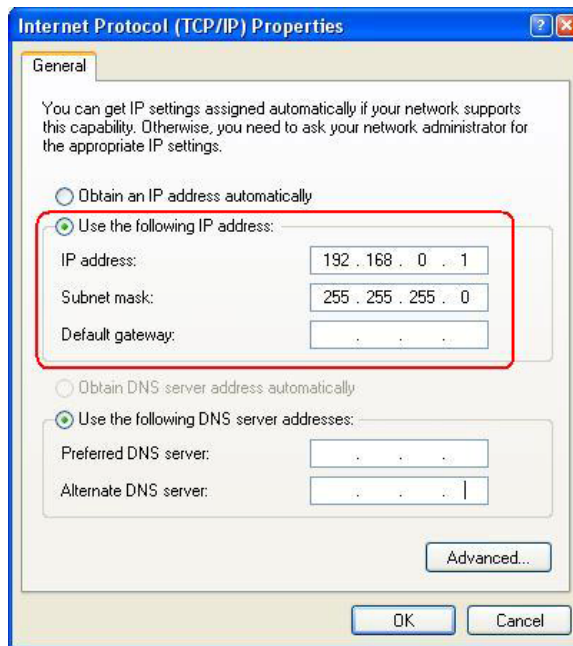 Internet Protocol (TCP/IP) Properties
General
You can get IP settings assigned automatically if your network supports
this capability. Otherwise, you need to ask your network administrator for
the appropriate IP settings.
Obtain an IP address automatically
Use the following IP address:
IP address: 192 . 168 . 0 . 1
Subnet mask: 255 . 255 . 255 . 0
Default gateway: . . .
Obtain DNS server address automatically
Use the following DNS server addresses:
Preferred DNS server: . . .
Alternate DNS server: . . .
Advanced...
OK Cancel